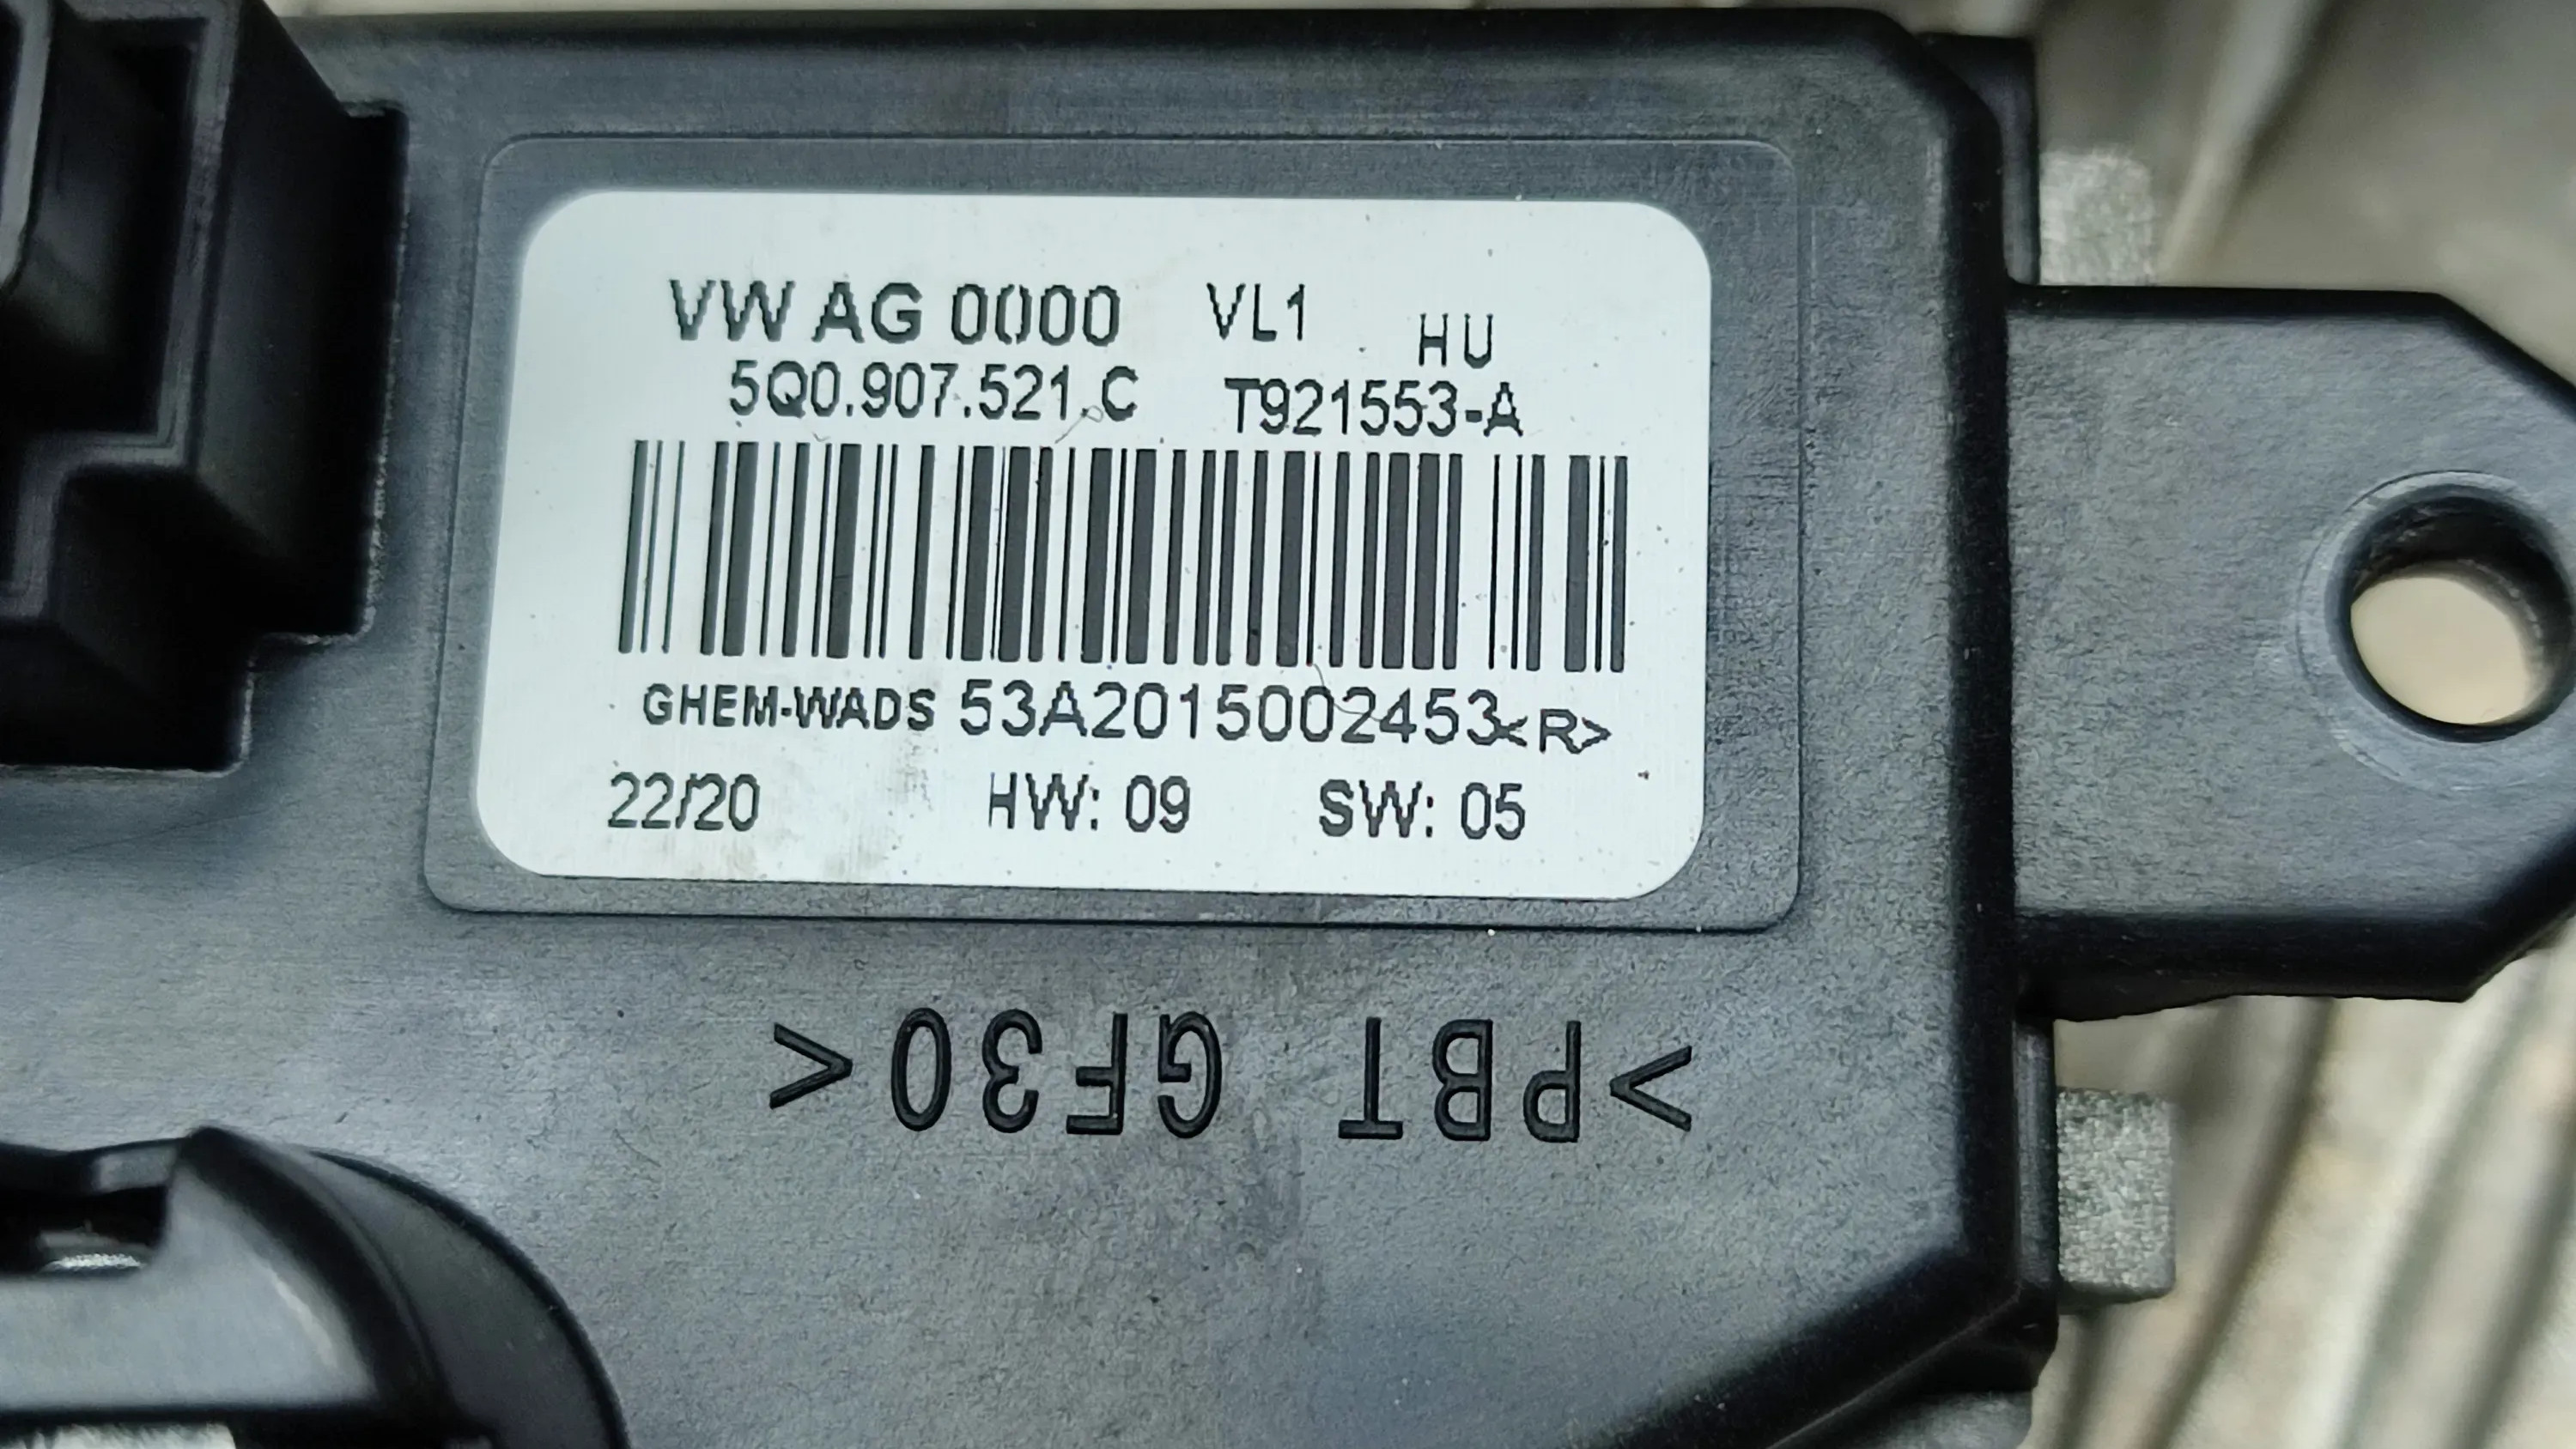 VW AG 0000 VL1 HU
5Q0.907.521.C T921553-A
GHEM-WADS 53A2015002453<R>
22/20 HW: 09 SW: 05
>PBT GF30<